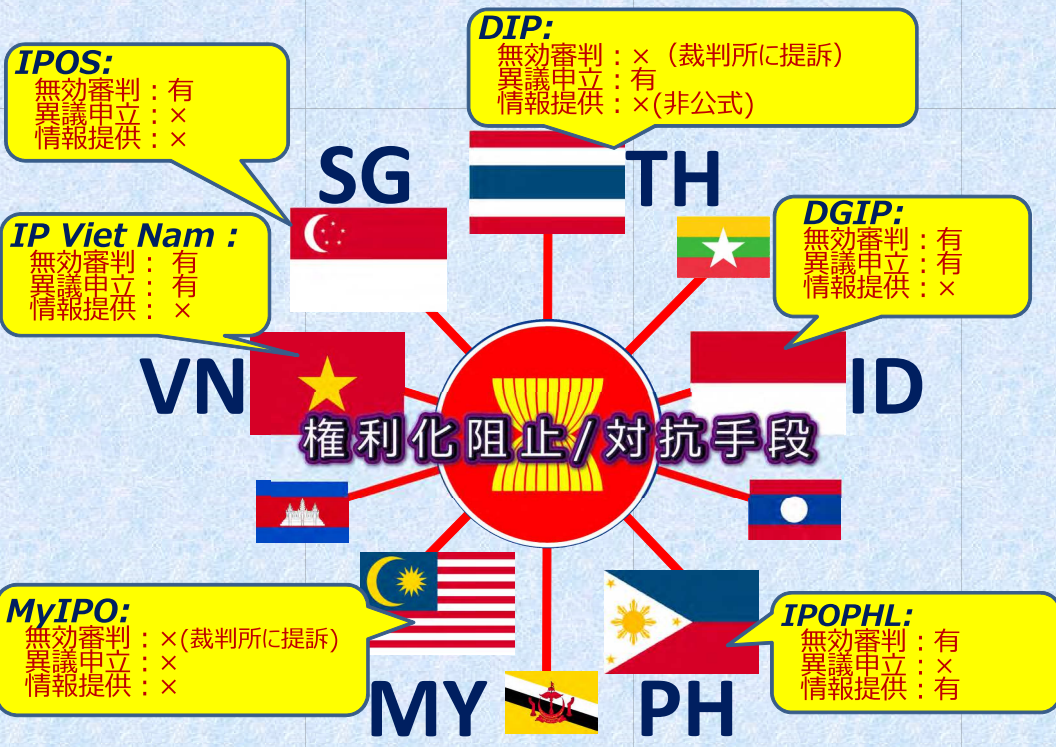 DIP:
無効審判：×（裁判所に提訴）
異議申立：有
情報提供：×(非公式)
IPOS:
無効審判：有
異議申立：×
情報提供：×
SG
TH
DGIP:
無効審判：有
異議申立：有
情報提供：×
IP Viet Nam :
無効審判： 有
異議申立： 有
情報提供： ×
VN
ID
権利化阻止/対抗手段
MyIPO:
無効審判：×(裁判所に提訴)
異議申立：×
情報提供：×
IPOPHL:
無効審判：有
異議申立：×
情報提供：有
MY
PH